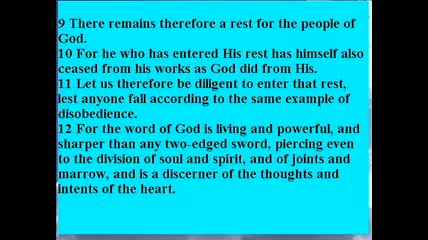 9 There remains therefore a rest for the people of
God.
10 For he who has entered His rest has himself also
ceased from his works as God did from His.
11 Let us therefore be diligent to enter that rest,
lest anyone fall according to the same example of
disobedience.
12 For the word of God is living and powerful, and
sharper than any two-edged sword, piercing even
to the division of soul and spirit, and of joints and
marrow, and is a discerner of the thoughts and
intents of the heart.